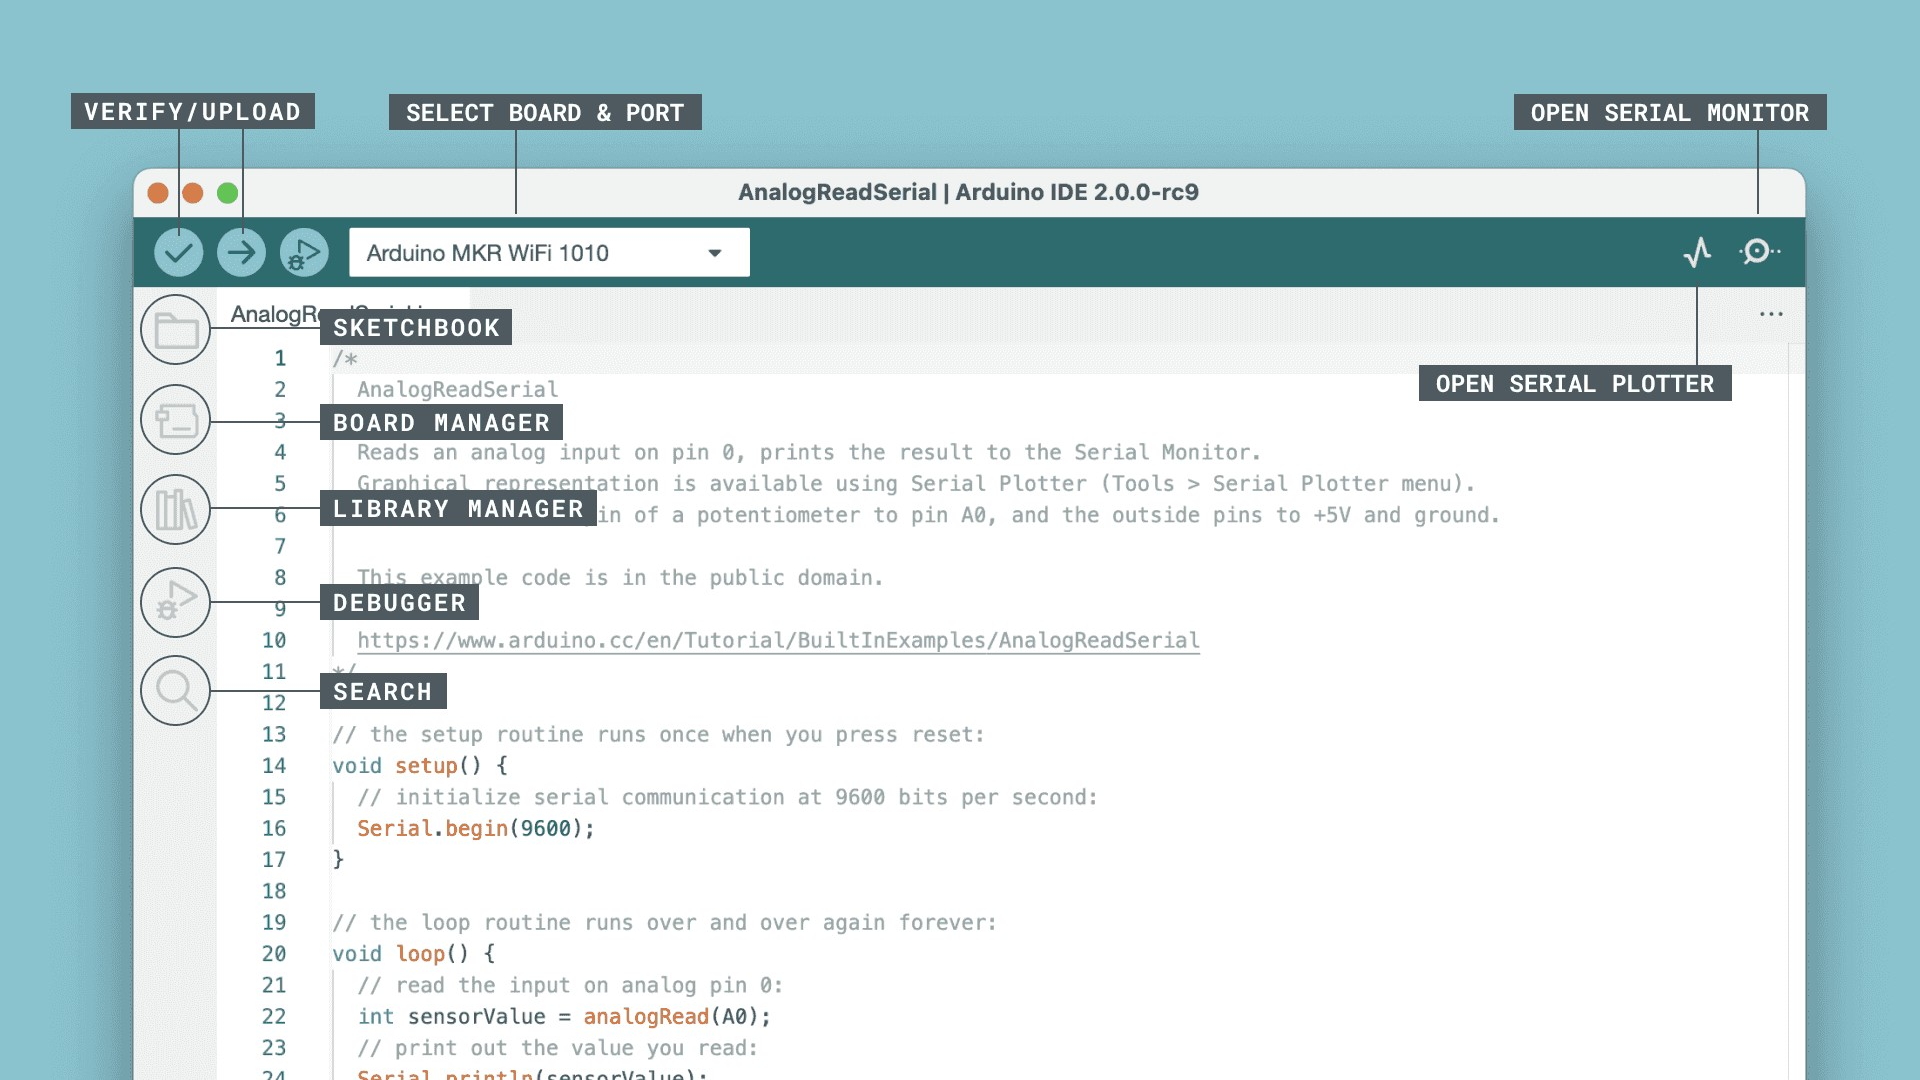 VERIFY/UPLOAD
SELECT BOARD & PORT
OPEN SERIAL MONITOR
AnalogReadSerial | Arduino IDE 2.0.0-rc9
Arduino MKR WiFi 1010
SKETCHBOOK
1 /*
2 AnalogReadSerial
OPEN SERIAL PLOTTER
3
BOARD MANAGER
4 Reads an analog input on pin 0, prints the result to the Serial Monitor.
5 Graphical representation is available using Serial Plotter (Tools > Serial Plotter menu).
LIBRARY MANAGER
6 in of a potentiometer to pin A0, and the outside pins to +5V and ground.
7
8 This example code is in the public domain.
DEBUGGER
9
10 https://www.arduino.cc/en/Tutorial/BuiltInExamples/AnalogReadSerial
11 */
SEARCH
12
13 // the setup routine runs once when you press reset:
14 void setup() {
15 // initialize serial communication at 9600 bits per second:
16 Serial.begin(9600);
17 }
18
19 // the loop routine runs over and over again forever:
20 void loop() {
21 // read the input on analog pin 0:
22 int sensorValue = analogRead(A0);
23 // print out the value you read:
24 Serial.println(sensorValue);